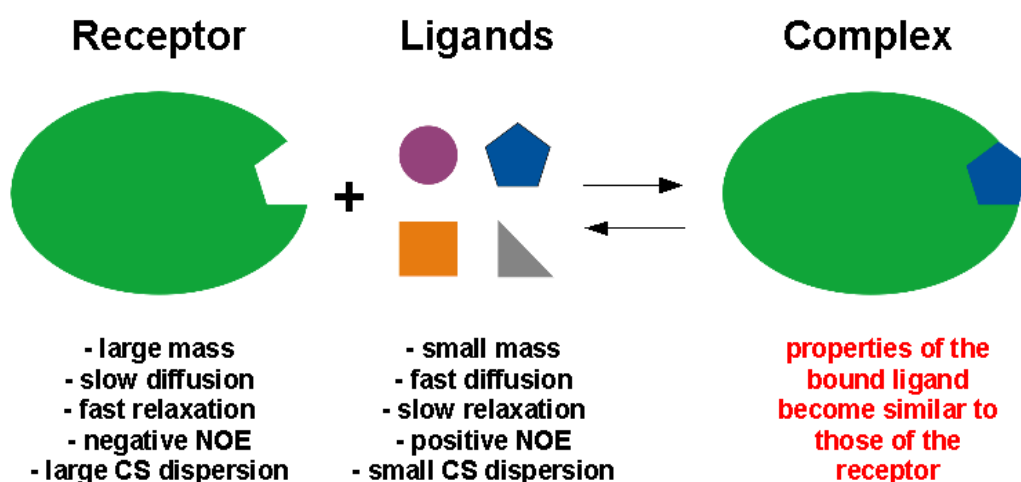 Receptor
Ligands
Complex
+
- large mass
- slow diffusion
- fast relaxation
- negative NOE
- large CS dispersion
- small mass
- fast diffusion
- slow relaxation
- positive NOE
- small CS dispersion
properties of the
bound ligand
become similar to
those of the
receptor